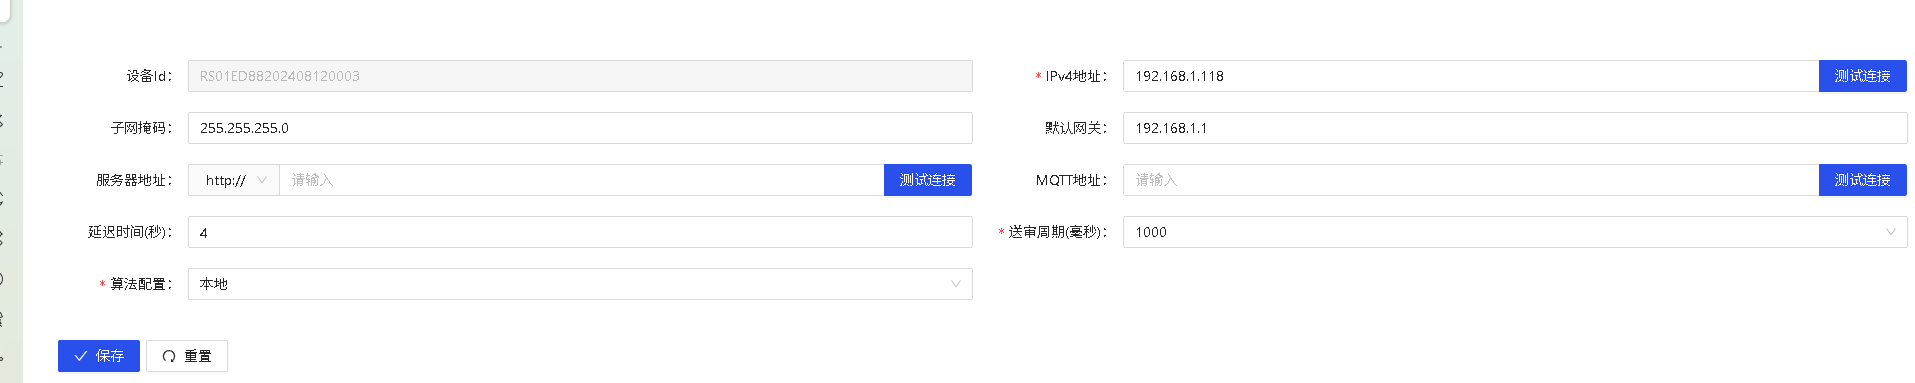 设备Id： RS01ED88202408120003 * IPv4地址： 192.168.1.118 测试连接
子网掩码： 255.255.255.0 默认网关： 192.168.1.1
服务器地址： http:// 请输入 测试连接 MQTT地址： 请输入 测试连接
延迟时间(秒)： 4 * 送审周期(毫秒)： 1000
* 算法配置： 本地
保存 重置